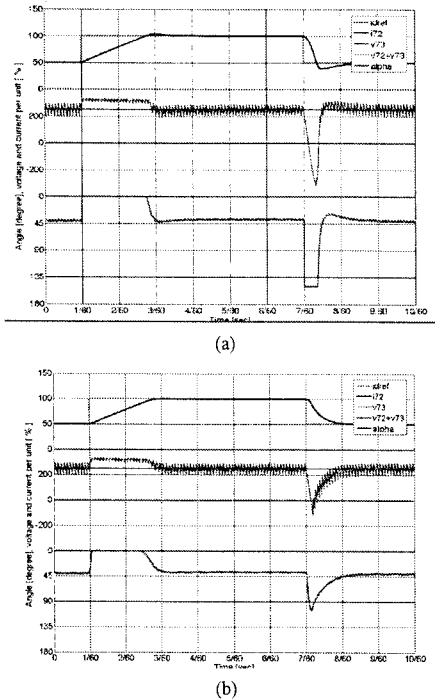 150
100
50
0
200
0
-200
0
45
90
135
180
Angle [degree], voltage and current per unit [ % ]
idref
i72
v73
v72+v73
alpha
0 1/60 2/60 3/60 4/60 5/60 6/60 7/60 8/60 9/60 10/60
Time [sec]
(a)
150
100
50
0
200
0
-200
0
45
90
135
180
Angle [degree], voltage and current per unit [ % ]
idref
i72
v73
v72+v73
alpha
0 1/60 2/60 3/60 4/60 5/60 6/60 7/60 8/60 9/60 10/60
Time [sec]
(b)